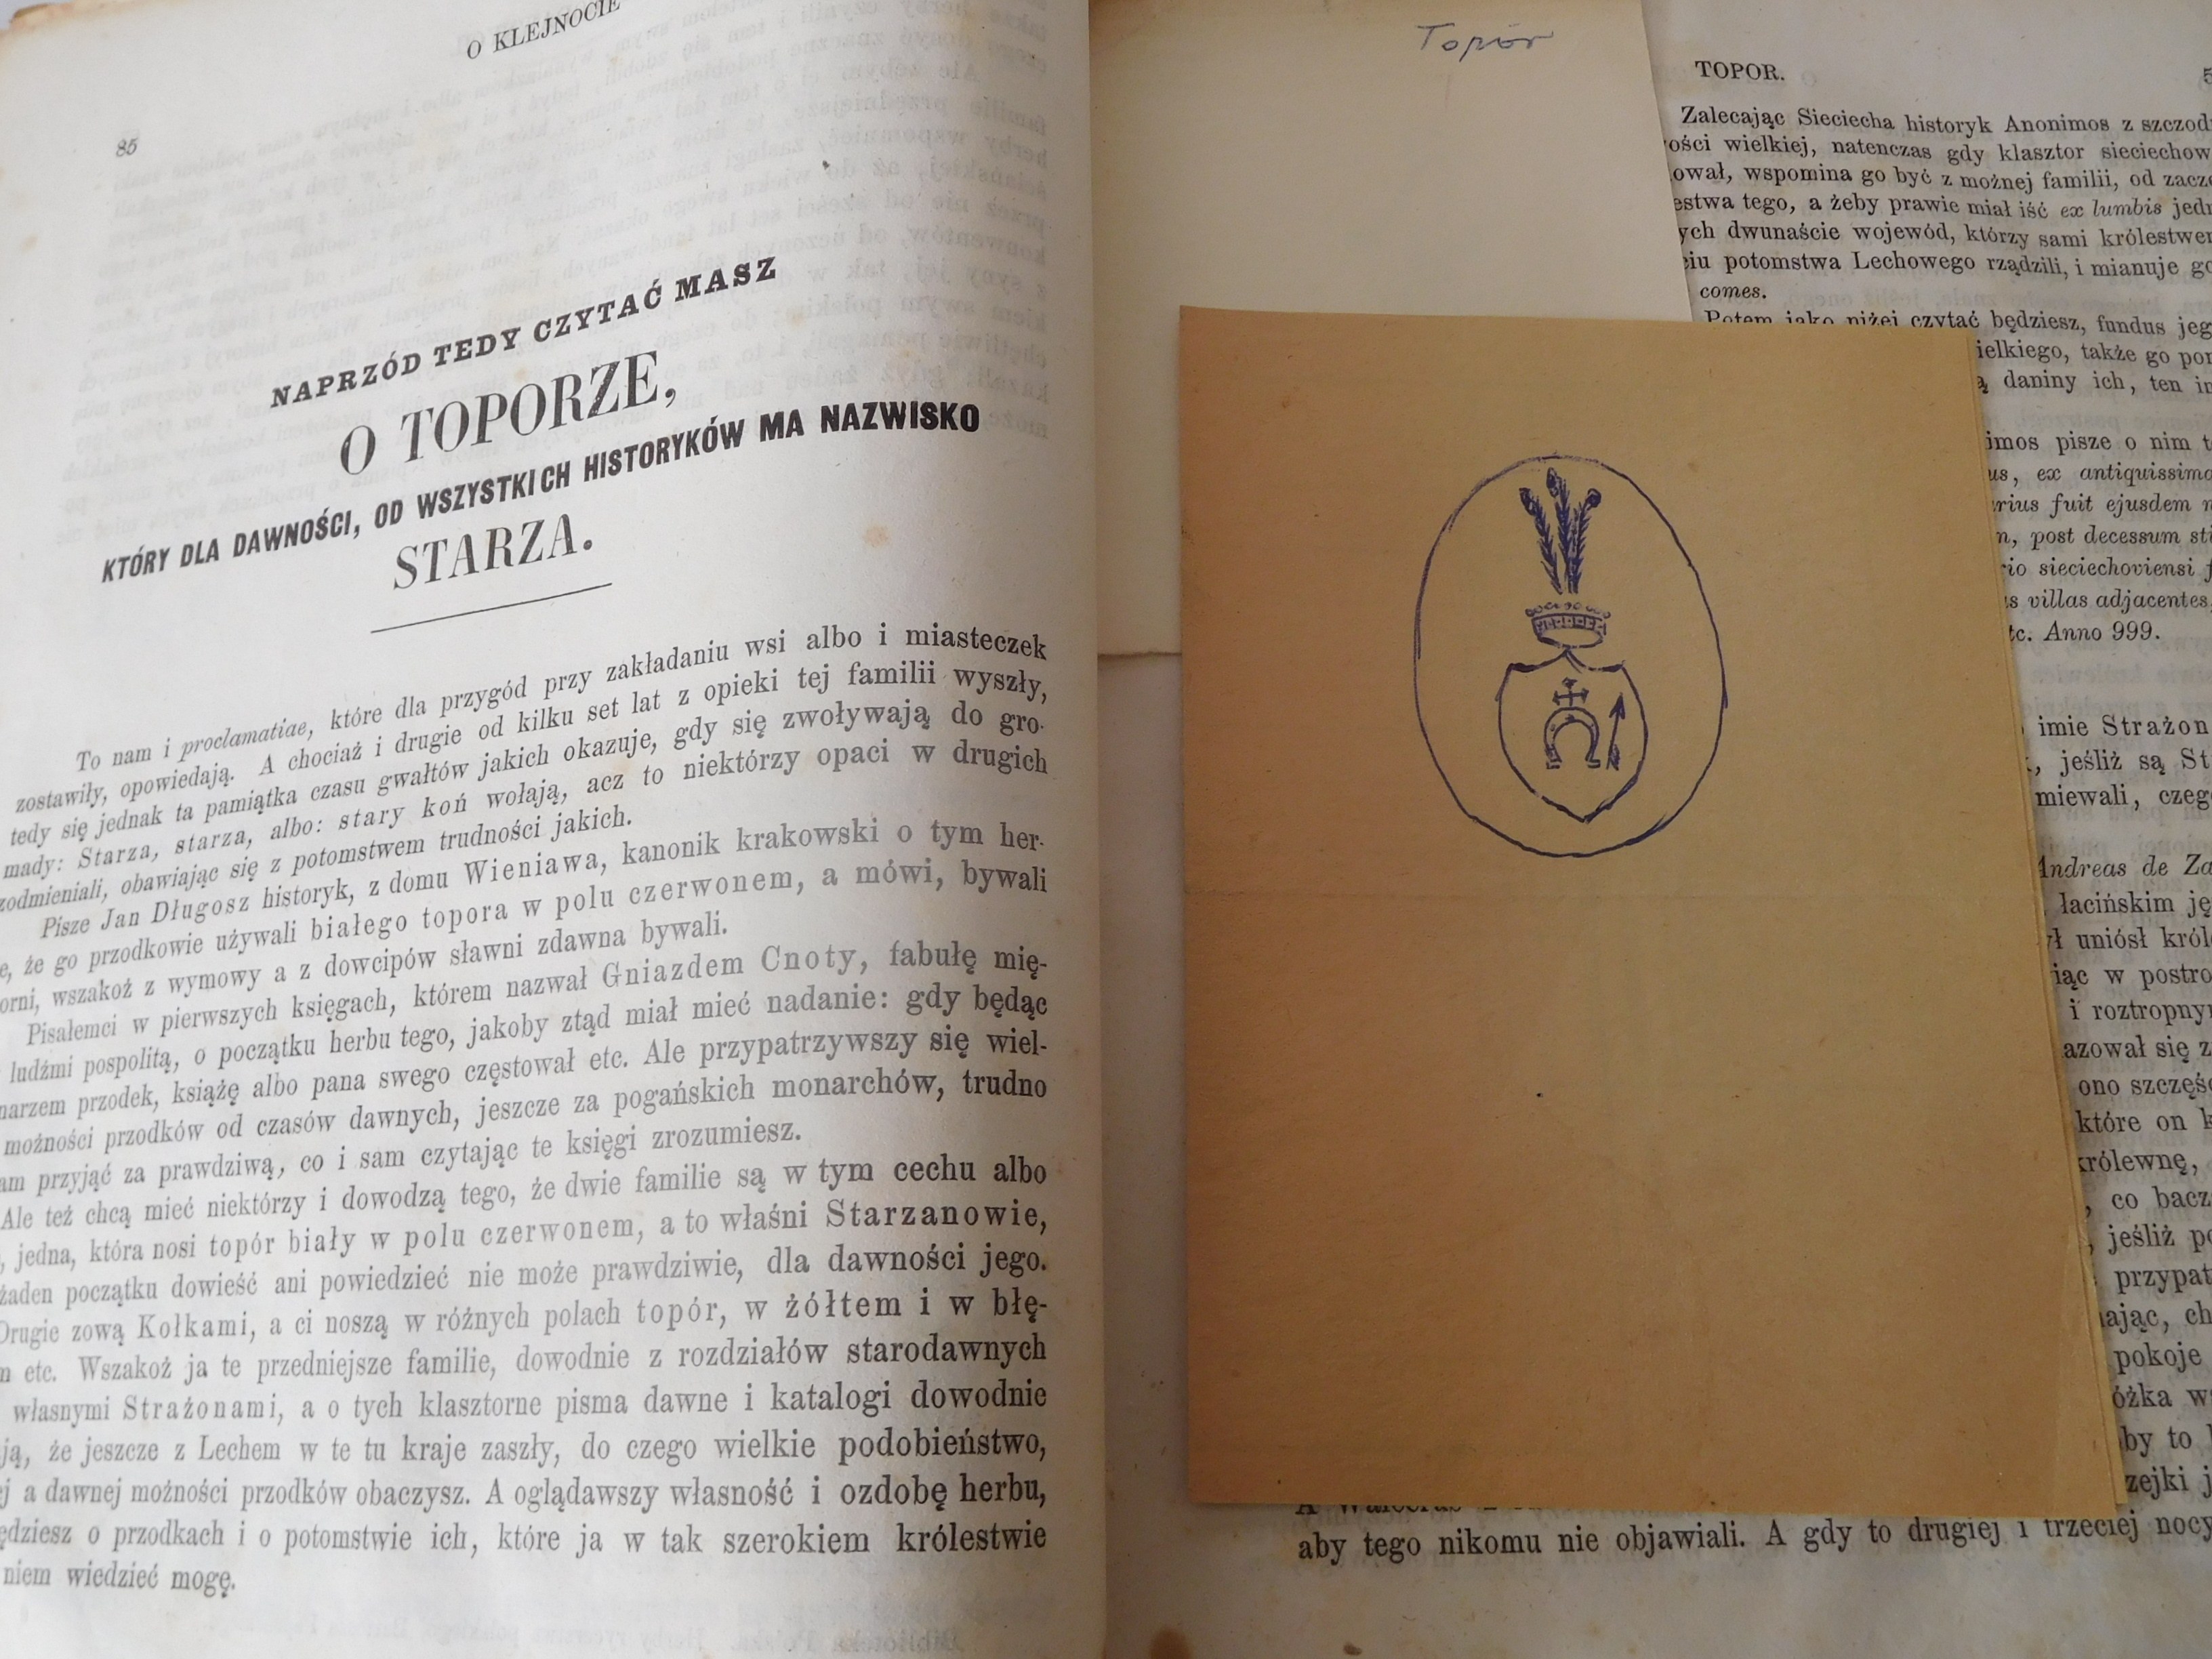 O KLEJNOCIE
85
NAPRZÓD TEDY CZYTAĆ MASZ
O TOPORZE,
KTÓRY DLA DAWNOŚCI, OD WSZYSTKICH HISTORYKÓW MA NAZWISKO
STARZA.
To nam i proclamatiae, które dla przygód przy zakładaniu wsi albo i miasteczek
zostawiły, opowiedają. A chociaż i drugie od kilku set lat z opieki tej familii wyszły,
tedy się jednak ta pamiątka czasu gwałtów jakich okazuje, gdy się zwoływają do gro-
mady: Starza, starza, albo: stary koń wołają, acz to niektórzy opaci w drugich
zodmieniali, obawiając się z potomstwem trudności jakich.
Pisze Jan Długosz historyk, z domu Wieniawa, kanonik krakowski o tym her-
e, że go przodkowie używali białego topora w polu czerwonem, a mówi, bywali
orni, wszakoż z wymowy a z dowcipów sławni zdawna bywali.
Pisałemci w pierwszych księgach, którem nazwał Gniazdem Cnoty, fabułę mię-
ludźmi pospolitą, o początku herbu tego, jakoby ztąd miał mieć nadanie: gdy będąc
narzem przodek, książę albo pana swego częstował etc. Ale przypatrzywszy się wiel-
możności przodków od czasów dawnych, jeszcze za pogańskich monarchów, trudno
am przyjąć za prawdziwą, co i sam czytając te księgi zrozumiesz.
Ale też chcą mieć niektórzy i dowodzą tego, że dwie familie są w tym cechu albo
, jedna, która nosi topór biały w polu czerwonem, a to właśni Starzanowie,
żaden początku dowieść ani powiedzieć nie może prawdziwie, dla dawności jego.
Drugie zową Kołkami, a ci noszą w różnych polach topór, w żółtem i w błę-
m etc. Wszakoż ja te przedniejsze familie, dowodnie z rozdziałów starodawnych
własnymi Strażonami, a o tych klasztorne pisma dawne i katalogi dowodnie
ją, że jeszcze z Lechem w te tu kraje zaszły, do czego wielkie podobieństwo,
j a dawnej możności przodków obaczysz. A oglądawszy własność i ozdobę herbu,
ędziesz o przodkach i o potomstwie ich, które ja w tak szerokiem królestwie
niem wiedzieć mogę.
Topór
TOPOR.
5
Zalecając Sieciecha historyk Anonimos z szczod
ości wielkiej, natenczas gdy klasztor sieciechow
ował, wspomina go być z możnej familii, od zacz
estwa tego, a żeby prawie miał iść ex lumbis jedn
ych dwunaście wojewód, którzy sami królestwem
ciu potomstwa Lechowego rządzili, i mianuje go
comes.
Potem jako niżej czytać będziesz, fundus jeg
ielkiego, także go po
ą daniny ich, ten i
imos pisze o nim t
us, ex antiquissimo
rius fuit ejusdem
n, post decessum
rio sieciechoviensi
s villas adjacentes,
tc. Anno 999.
imie Strażon
, jeśliż są St
miewali, czeg
Andreas de Za
łacińskim ję
ł uniósł król
iąc w postro
i roztropny
azował się z
ono szczęś
które on k
królewnę,
, co bacz
, jeśliż p
przypat
ając, ch
pokoje
óżka w
by to
zejki j
aby tego nikomu nie objawiali. A gdy to drugiej i trzeciej nocy